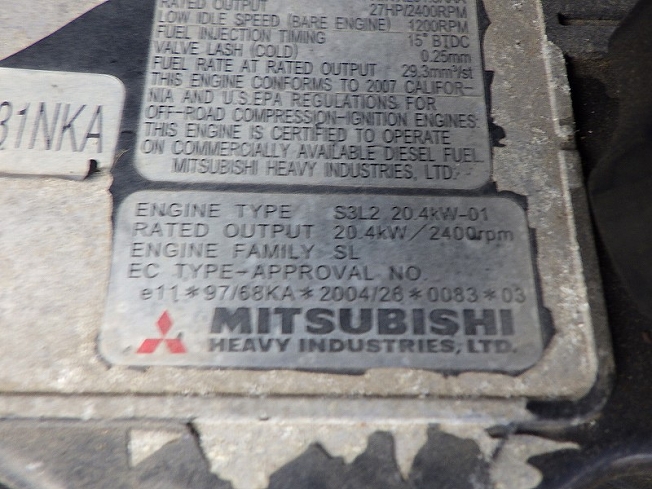 RATED OUTPUT 27HP/2400RPM
LOW IDLE SPEED (BARE ENGINE) 1200RPM
FUEL INJECTION TIMING 15° BTDC
VALVE LASH (COLD) 0.25mm
FUEL RATE AT RATED OUTPUT 29.3mm³/st
THIS ENGINE CONFORMS TO 2007 CALIFOR-
NIA AND U.S.EPA REGULATIONS FOR
OFF-ROAD COMPRESSION-IGNITION ENGINES.
THIS ENGINE IS CERTIFIED TO OPERATE
ON COMMERCIALLY AVAILABLE DIESEL FUEL.
MITSUBISHI HEAVY INDUSTRIES, LTD.
31NKA
ENGINE TYPE S3L2 20.4kW-01
RATED OUTPUT 20.4kW/2400rpm
ENGINE FAMILY SL
EC TYPE-APPROVAL NO.
e11*97/68KA*2004/26*0083*03
MITSUBISHI
HEAVY INDUSTRIES, LTD.